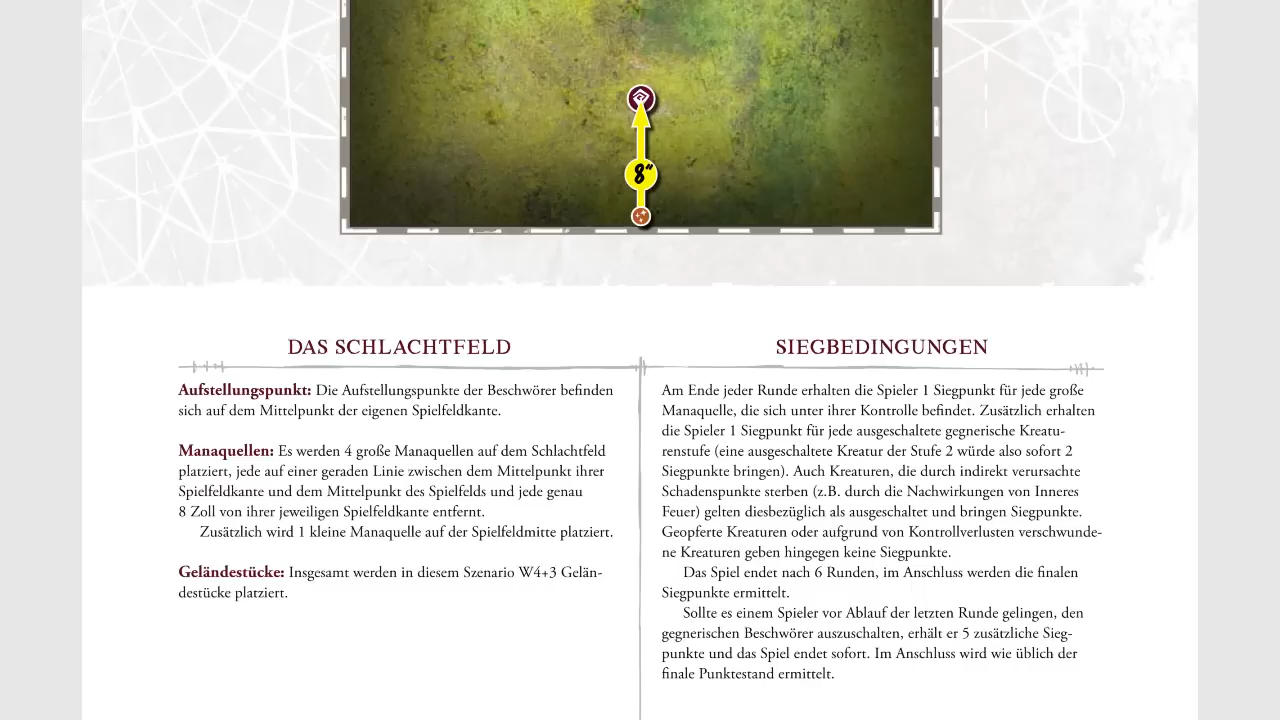 8"
DAS SCHLACHTFELD
Aufstellungspunkt: Die Aufstellungspunkte der Beschwörer befinden
sich auf dem Mittelpunkt der eigenen Spielfeldkante.
Manaquellen: Es werden 4 große Manaquellen auf dem Schlachtfeld
platziert, jede auf einer geraden Linie zwischen dem Mittelpunkt ihrer
Spielfeldkante und dem Mittelpunkt des Spielfelds und jede genau
8 Zoll von ihrer jeweiligen Spielfeldkante entfernt.
Zusätzlich wird 1 kleine Manaquelle auf der Spielfeldmitte platziert.
Geländestücke: Insgesamt werden in diesem Szenario W4+3 Gelän-
destücke platziert.
SIEGBEDINGUNGEN
Am Ende jeder Runde erhalten die Spieler 1 Siegpunkt für jede große
Manaquelle, die sich unter ihrer Kontrolle befindet. Zusätzlich erhalten
die Spieler 1 Siegpunkt für jede ausgeschaltete gegnerische Kreatu-
renstufe (eine ausgeschaltete Kreatur der Stufe 2 würde also sofort 2
Siegpunkte bringen). Auch Kreaturen, die durch indirekt verursachte
Schadenspunkte sterben (z.B. durch die Nachwirkungen von Inneres
Feuer) gelten diesbezüglich als ausgeschaltet und bringen Siegpunkte.
Geopferte Kreaturen oder aufgrund von Kontrollverlusten verschwunde-
ne Kreaturen geben hingegen keine Siegpunkte.
Das Spiel endet nach 6 Runden, im Anschluss werden die finalen
Siegpunkte ermittelt.
Sollte es einem Spieler vor Ablauf der letzten Runde gelingen, den
gegnerischen Beschwörer auszuschalten, erhält er 5 zusätzliche Sieg-
punkte und das Spiel endet sofort. Im Anschluss wird wie üblich der
finale Punktestand ermittelt.